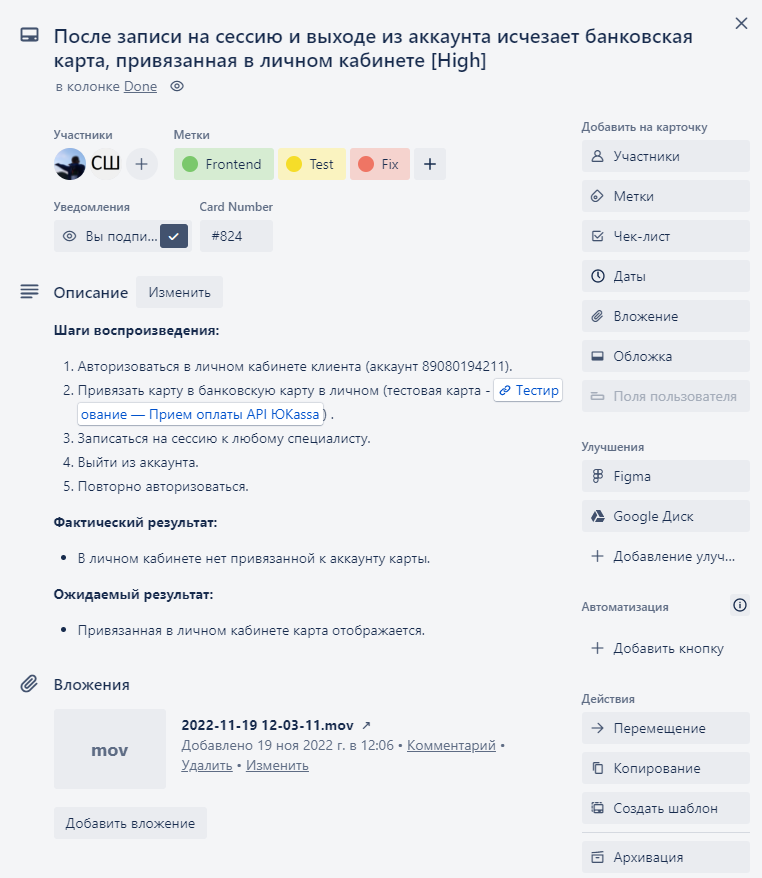 После записи на сессию и выходе из аккаунта исчезает банковская
карта, привязанная в личном кабинете [High]
в колонке Done
Участники
Метки
СШ
Frontend
Test
Fix
Уведомления
Card Number
Вы подпи...
#824
Описание
Изменить
Шаги воспроизведения:
1. Авторизоваться в личном кабинете клиента (аккаунт 89080194211).
2. Привязать карту в банковскую карту в личном (тестовая карта - Тестир
ование — Прием оплаты API ЮKassa) .
3. Записаться на сессию к любому специалисту.
4. Выйти из аккаунта.
5. Повторно авторизоваться.
Фактический результат:
• В личном кабинете нет привязанной к аккаунту карты.
Ожидаемый результат:
• Привязанная в личном кабинете карта отображается.
Вложения
mov
2022-11-19 12-03-11.mov ↗
Добавлено 19 ноя 2022 г. в 12:06 • Комментарий •
Удалить • Изменить
Добавить вложение
Добавить на карточку
Участники
Метки
Чек-лист
Даты
Вложение
Обложка
Поля пользователя
Улучшения
Figma
Google Диск
Добавление улуч...
Автоматизация
Добавить кнопку
Действия
Перемещение
Копирование
Создать шаблон
Архивация